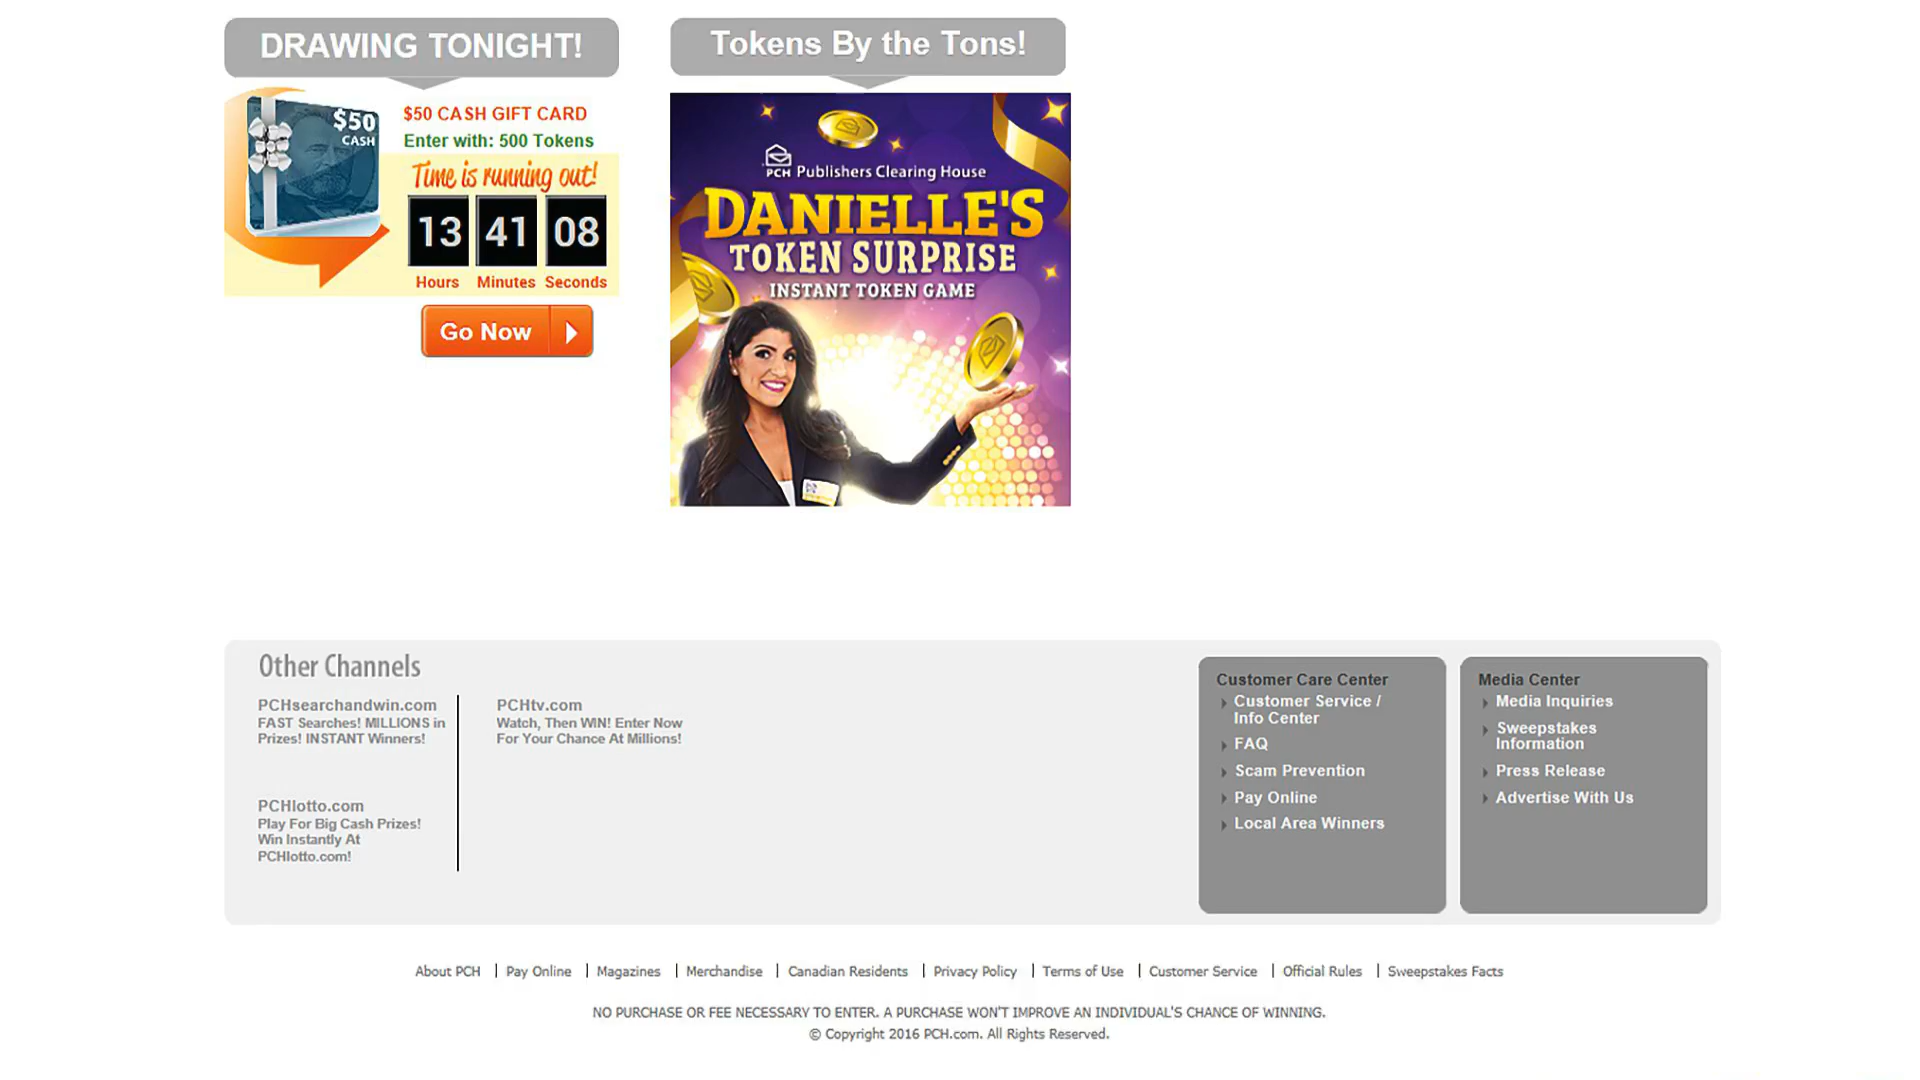 DRAWING TONIGHT!
$50
CASH
$50 CASH GIFT CARD
Enter with: 500 Tokens
Time is running out!
13 41 08
Hours Minutes Seconds
Go Now
Tokens By the Tons!
PCH Publishers Clearing House
DANIELLE'S
TOKEN SURPRISE
INSTANT TOKEN GAME
Other Channels
PCHsearchandwin.com
FAST Searches! MILLIONS in
Prizes! INSTANT Winners!
PCHlotto.com
Play For Big Cash Prizes!
Win Instantly At
PCHlotto.com!
PCHtv.com
Watch, Then WIN! Enter Now
For Your Chance At Millions!
Customer Care Center
Customer Service /
Info Center
FAQ
Scam Prevention
Pay Online
Local Area Winners
Media Center
Media Inquiries
Sweepstakes
Information
Press Release
Advertise With Us
About PCH | Pay Online | Magazines | Merchandise | Canadian Residents | Privacy Policy | Terms of Use | Customer Service | Official Rules | Sweepstakes Facts
NO PURCHASE OR FEE NECESSARY TO ENTER. A PURCHASE WON'T IMPROVE AN INDIVIDUAL'S CHANCE OF WINNING.
© Copyright 2016 PCH.com. All Rights Reserved.